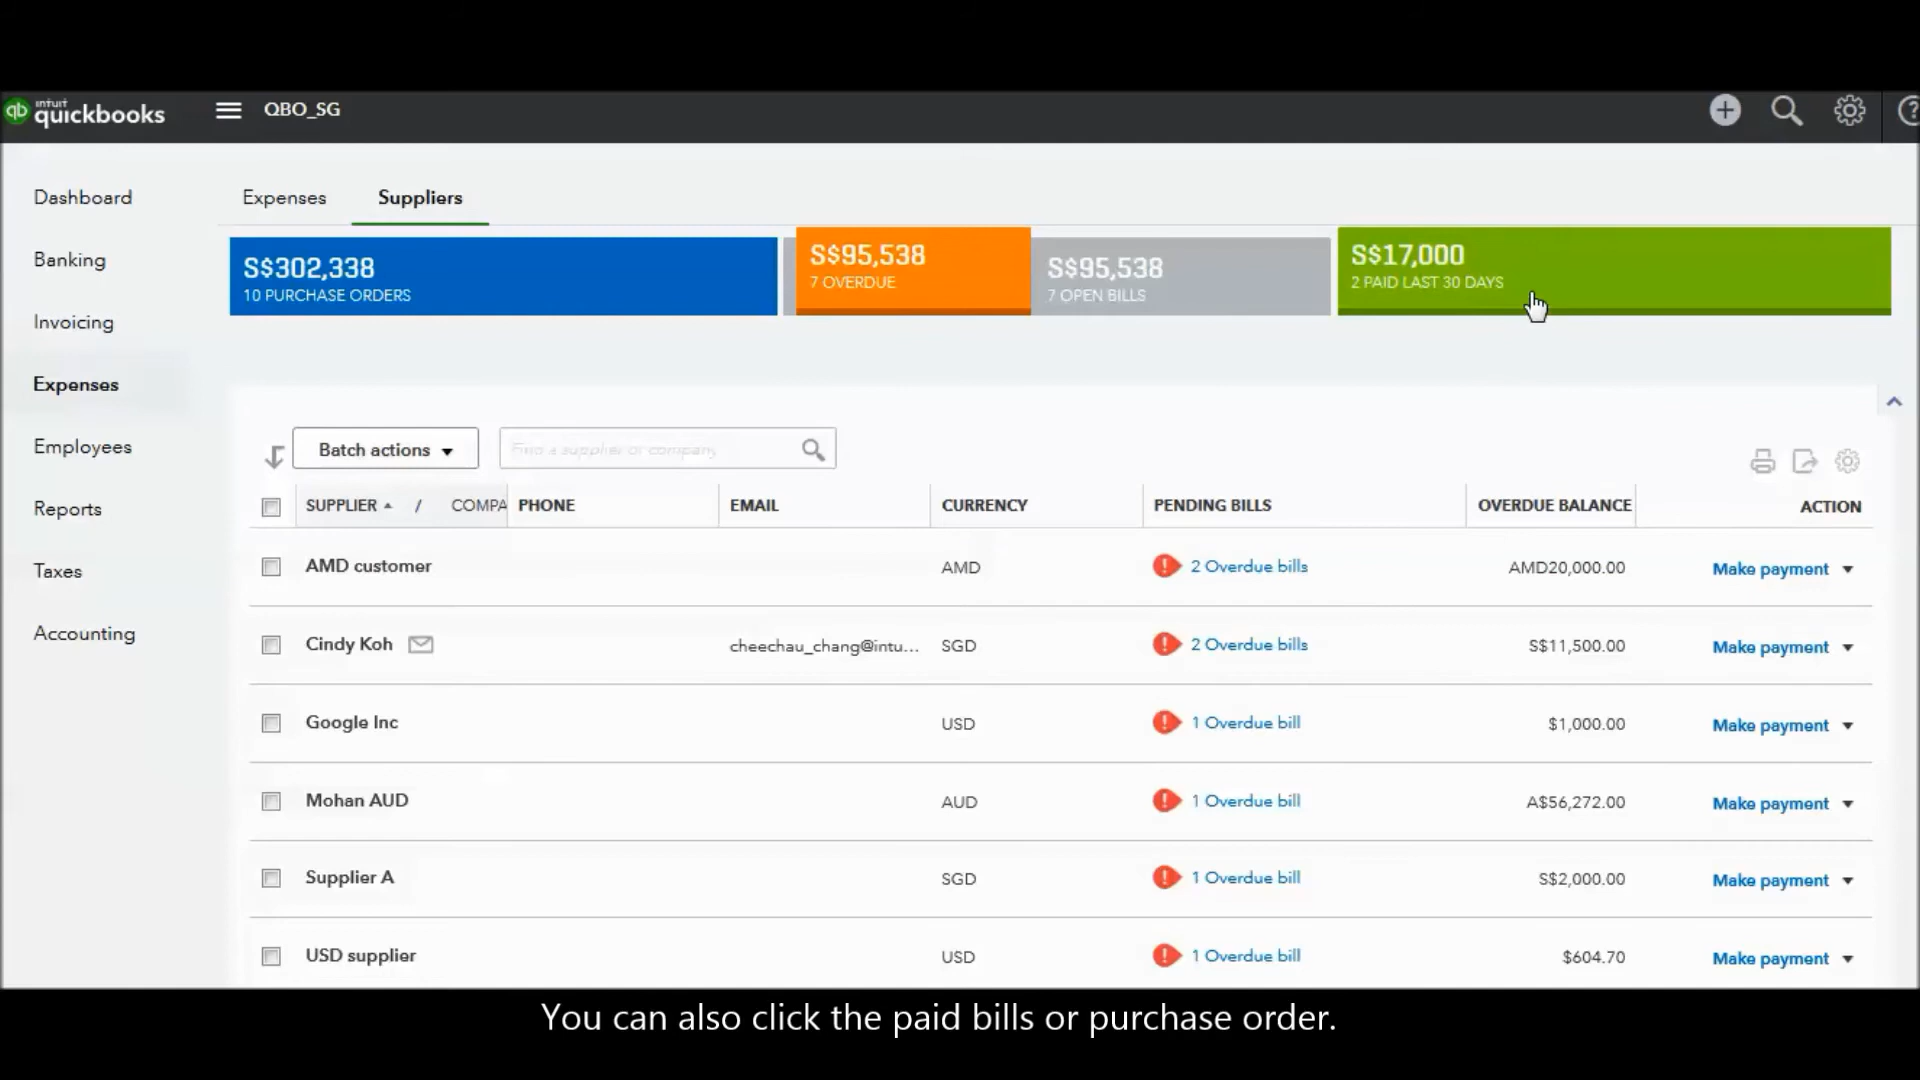 intuit
qb quickbooks
QBO_SG
Dashboard
Banking
Invoicing
Expenses
Employees
Reports
Taxes
Accounting
Expenses Suppliers
S$302,338
10 PURCHASE ORDERS
S$95,538
7 OVERDUE
S$95,538
7 OPEN BILLS
S$17,000
2 PAID LAST 30 DAYS
Batch actions
Find a supplier or company
SUPPLIER / COMPA PHONE EMAIL CURRENCY PENDING BILLS OVERDUE BALANCE ACTION
AMD customer AMD 2 Overdue bills AMD20,000.00 Make payment
Cindy Koh cheechau_chang@intu... SGD 2 Overdue bills S$11,500.00 Make payment
Google Inc USD 1 Overdue bill $1,000.00 Make payment
Mohan AUD AUD 1 Overdue bill A$56,272.00 Make payment
Supplier A SGD 1 Overdue bill S$2,000.00 Make payment
USD supplier USD 1 Overdue bill $604.70 Make payment
You can also click the paid bills or purchase order.